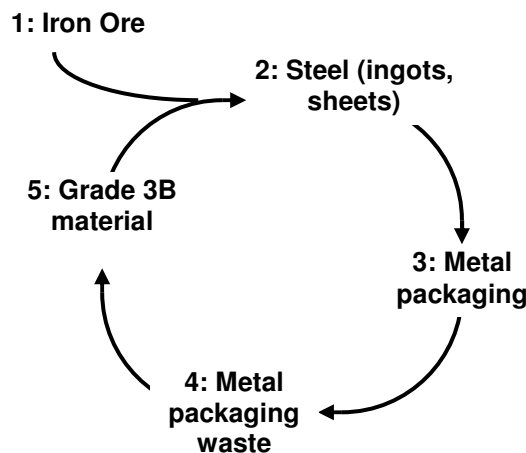 1: Iron Ore
2: Steel (ingots,
sheets)
3: Metal
packaging
4: Metal
packaging
waste
5: Grade 3B
material